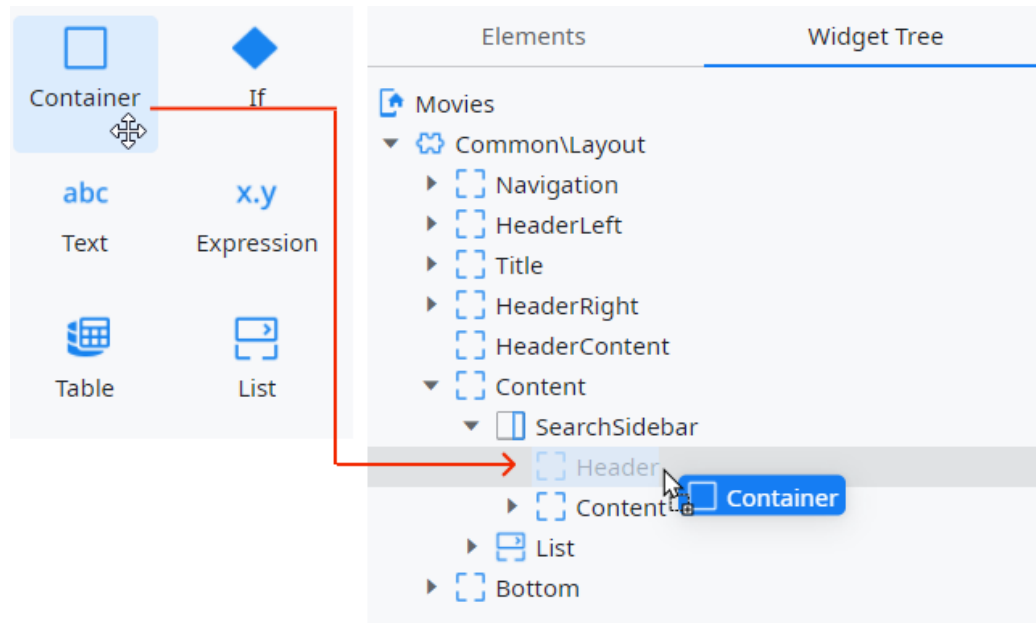 Container
If
abc
x.y
Text
Expression
Table
List
Elements
Widget Tree
Movies
Common\Layout
Navigation
HeaderLeft
Title
HeaderRight
HeaderContent
Content
SearchSidebar
Header
Container
Content
List
Bottom